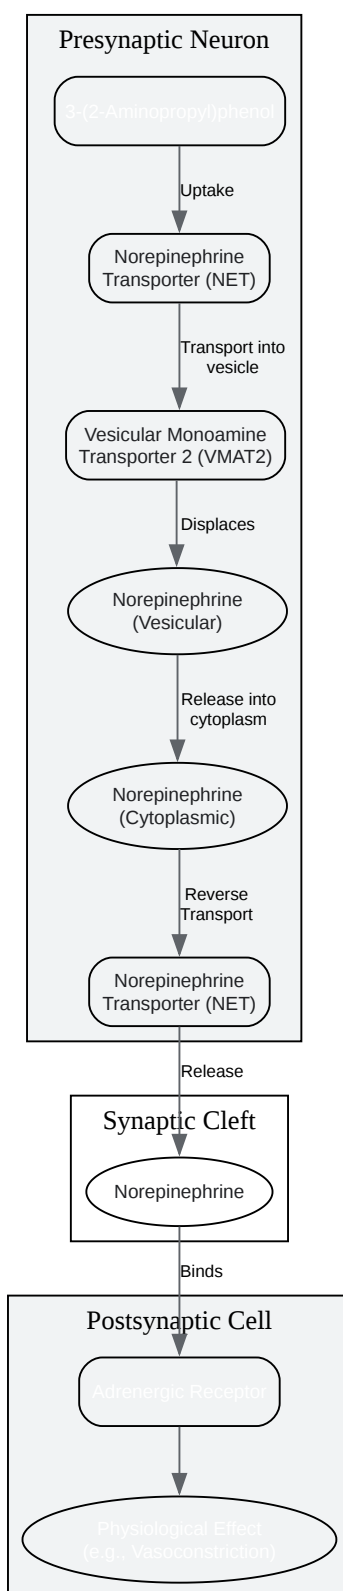 Presynaptic Neuron
3-(2-Aminopropyl)phenol
Uptake
Norepinephrine
Transporter (NET)
Transport into
vesicle
Vesicular Monoamine
Transporter 2 (VMAT2)
Displaces
Norepinephrine
(Vesicular)
Release into
cytoplasm
Norepinephrine
(Cytoplasmic)
Reverse
Transport
Norepinephrine
Transporter (NET)
Release
Synaptic Cleft
Norepinephrine
Binds
Postsynaptic Cell
Adrenergic Receptor
Physiological Effect
(e.g., Vasoconstriction)